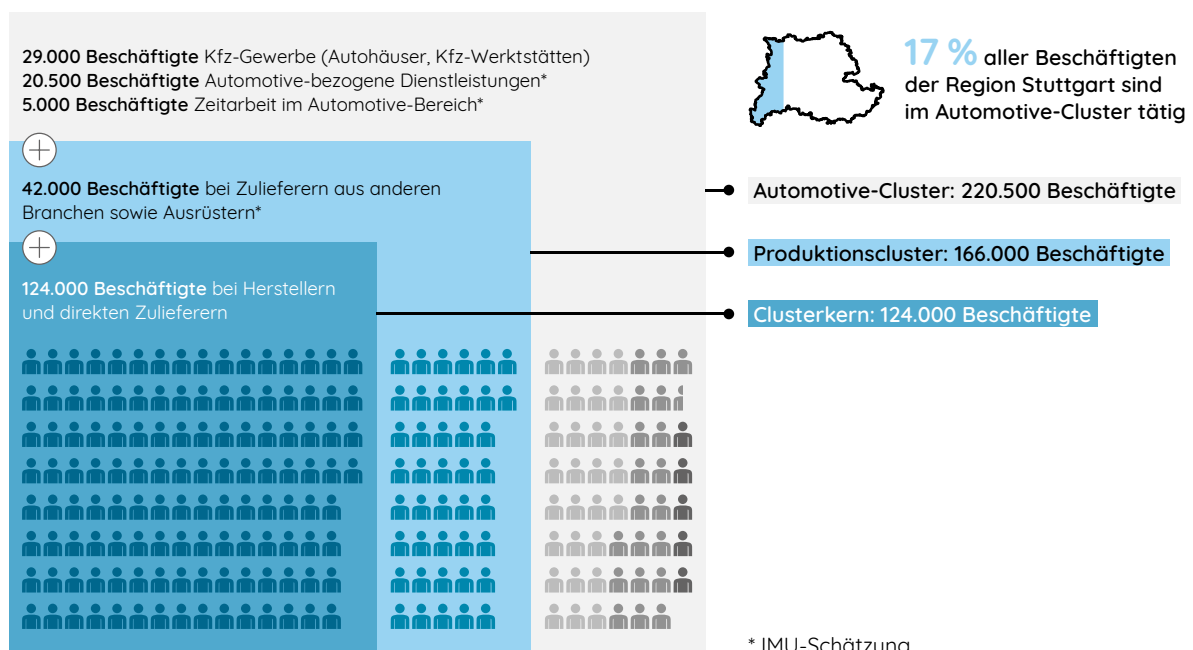 29.000 Beschäftigte Kfz-Gewerbe (Autohäuser, Kfz-Werkstätten)
20.500 Beschäftigte Automotive-bezogene Dienstleistungen*
5.000 Beschäftigte Zeitarbeit im Automotive-Bereich*
42.000 Beschäftigte bei Zulieferern aus anderen
Branchen sowie Ausrüstern*
124.000 Beschäftigte bei Herstellern
und direkten Zulieferern
17 % aller Beschäftigten
der Region Stuttgart sind
im Automotive-Cluster tätig
Automotive-Cluster: 220.500 Beschäftigte
Produktionscluster: 166.000 Beschäftigte
Clusterkern: 124.000 Beschäftigte
* IMU-Schätzung